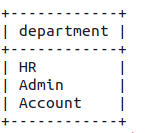 +------------+
| department |
+------------+
| HR         |
| Admin      |
| Account    |
+------------+